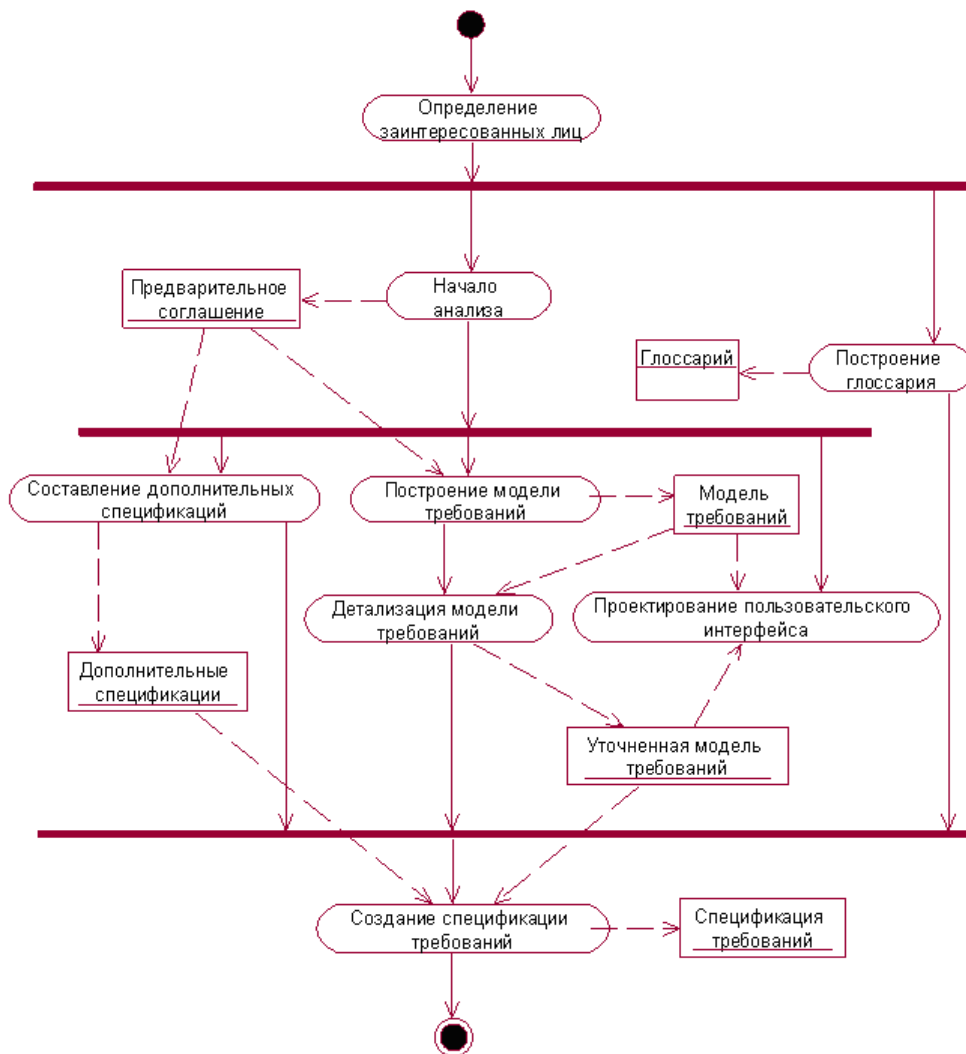 Определение
заинтересованных лиц
Предварительное
соглашение
Начало
анализа
Глоссарий
Построение
глоссария
Составление дополнительных
спецификаций
Построение модели
требований
Модель
требований
Детализация модели
требований
Проектирование пользовательского
интерфейса
Дополнительные
спецификации
Уточненная модель
требований
Создание спецификации
требований
Спецификация
требований